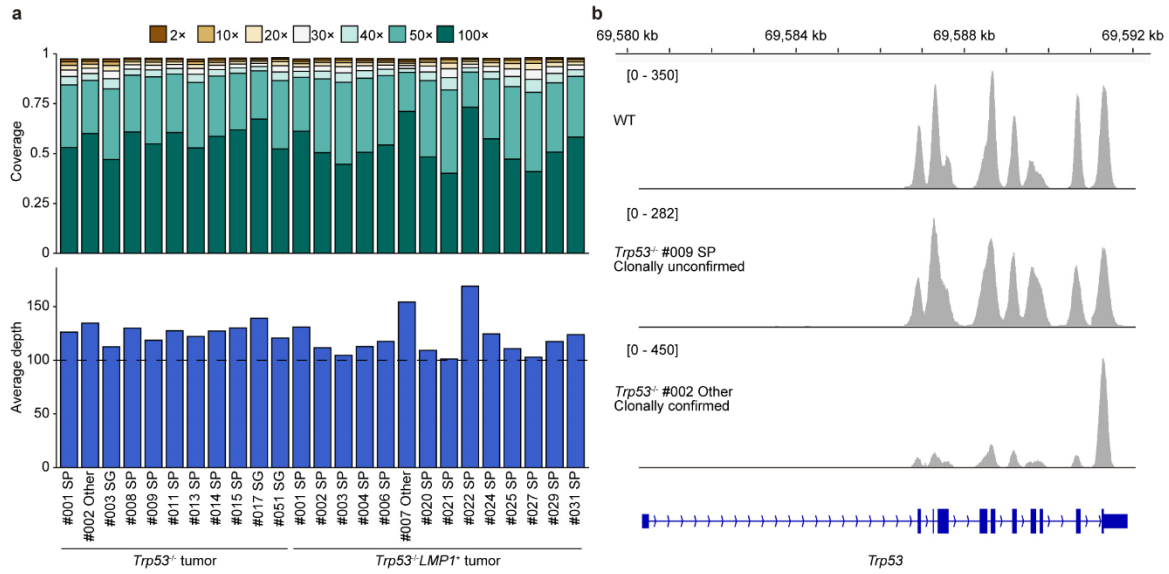 a
2× 10× 20× 30× 40× 50× 100×
1
0.75
0.5
0.25
0
Coverage
150
100
50
0
Average depth
#001 SP
#002 Other
#003 SG
#008 SP
#009 SP
#011 SP
#013 SP
#014 SP
#015 SP
#017 SG
#051 SG
#001 SP
#002 SP
#003 SP
#004 SP
#006 SP
#007 Other
#020 SP
#021 SP
#022 SP
#024 SP
#025 SP
#027 SP
#029 SP
#031 SP
Trp53-/- tumor
Trp53-/-LMP1+ tumor
b
69,580 kb 69,584 kb 69,588 kb 69,592 kb
[0 - 350]
WT
[0 - 282]
Trp53-/- #009 SP
Clonally unconfirmed
[0 - 450]
Trp53-/- #002 Other
Clonally confirmed
Trp53